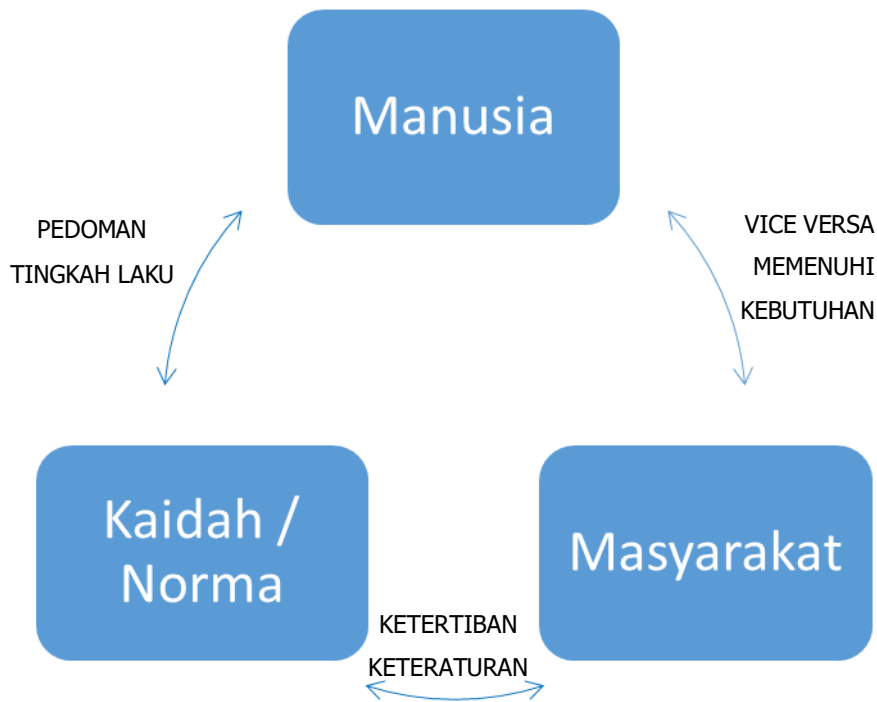 Manusia
PEDOMAN
TINGKAH LAKU
VICE VERSA
MEMENUHI
KEBUTUHAN
Kaidah /
Norma
Masyarakat
KETERTIBAN
KETERATURAN